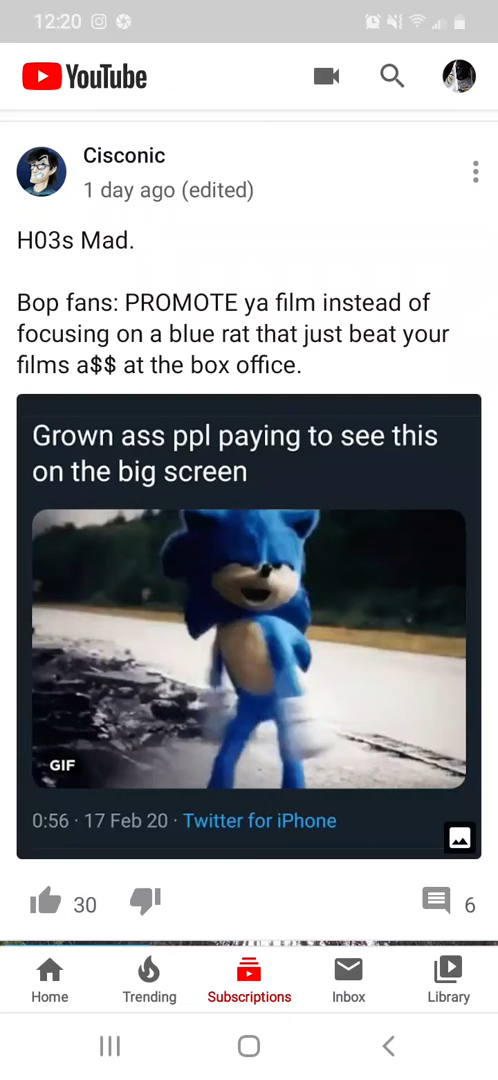 12:20
YouTube
Cisconic
1 day ago (edited)
H03s Mad.
Bop fans: PROMOTE ya film instead of
focusing on a blue rat that just beat your
films a$$ at the box office.
Grown ass ppl paying to see this
on the big screen
GIF
0:56 · 17 Feb 20 · Twitter for iPhone
30
6
Home
Trending
Subscriptions
Inbox
Library